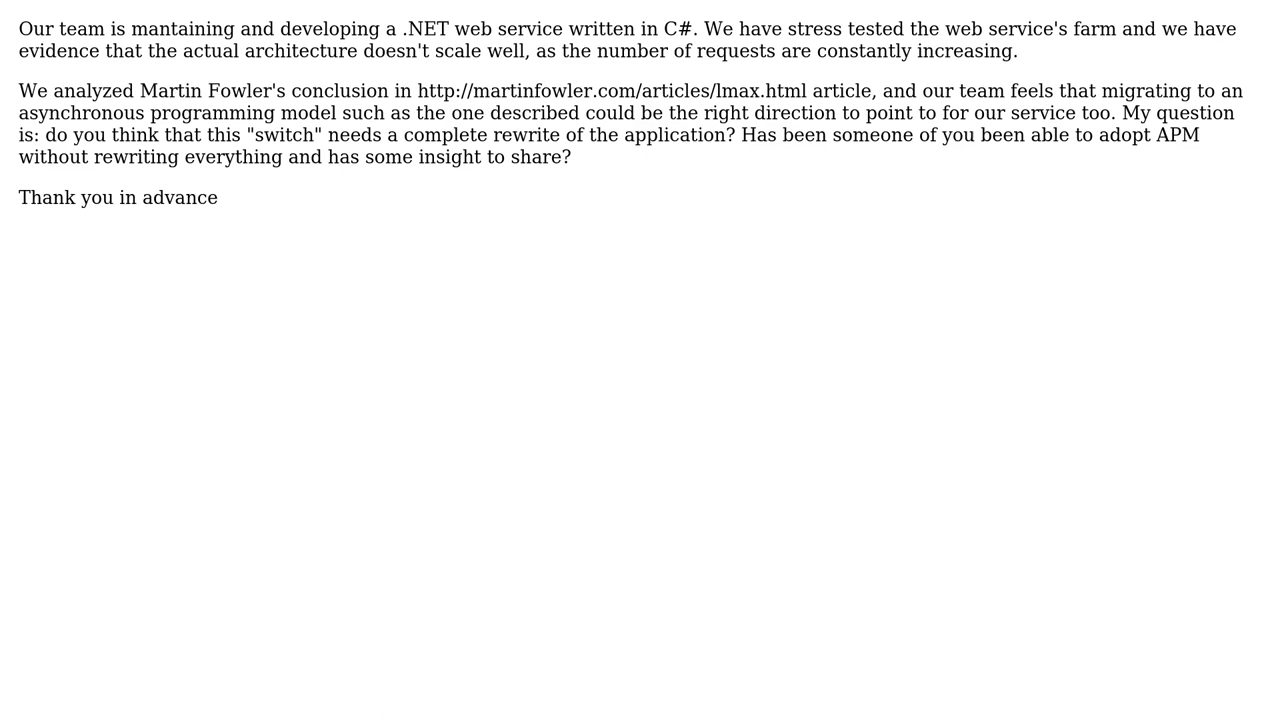 Our team is mantaining and developing a .NET web service written in C#. We have stress tested the web service's farm and we have
evidence that the actual architecture doesn't scale well, as the number of requests are constantly increasing.
We analyzed Martin Fowler's conclusion in http://martinfowler.com/articles/lmax.html article, and our team feels that migrating to an
asynchronous programming model such as the one described could be the right direction to point to for our service too. My question
is: do you think that this "switch" needs a complete rewrite of the application? Has been someone of you been able to adopt APM
without rewriting everything and has some insight to share?
Thank you in advance